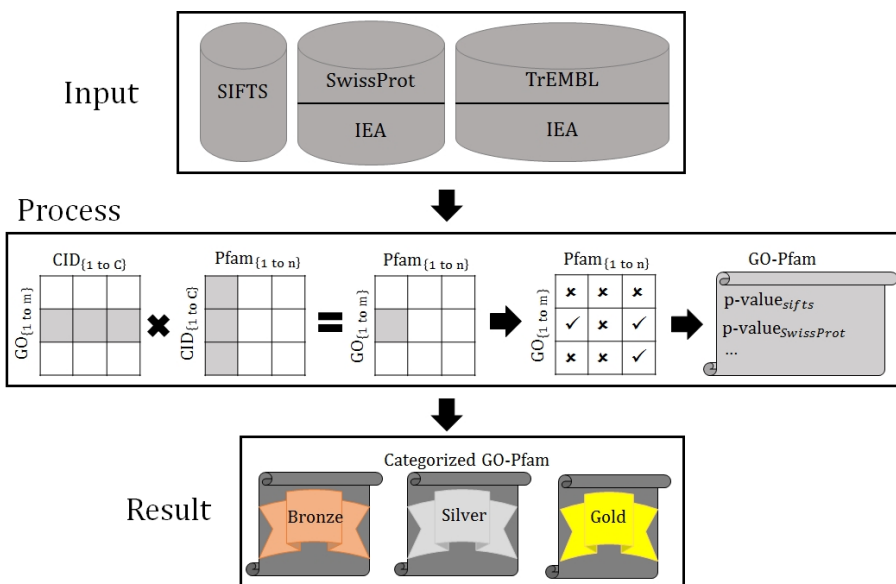 Input
SIFTS
SwissProt
IEA
TrEMBL
IEA
Process
CID{1 to C}
GO{1 to m}
Pfam{1 to n}
CID{1 to C}
Pfam{1 to n}
GO{1 to m}
Pfam{1 to n}
GO{1 to m}
GO-Pfam
p-valuesifts
p-valueSwissProt
...
Result
Categorized GO-Pfam
Bronze
Silver
Gold